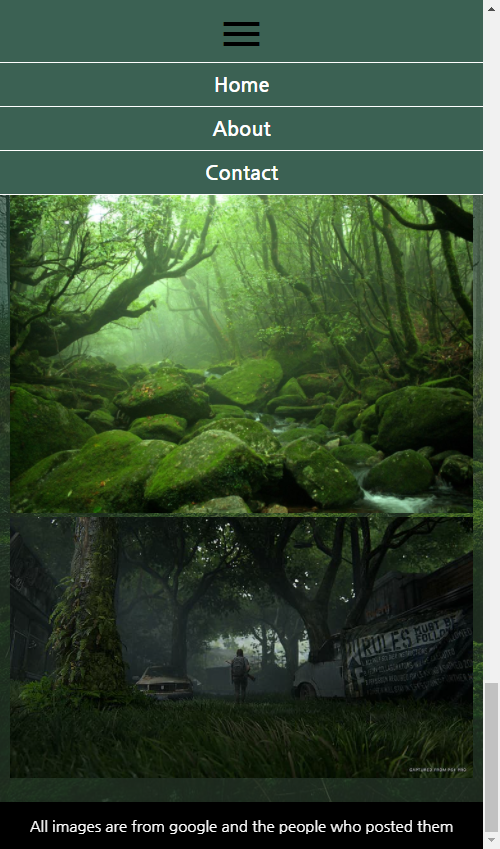 Home
About
Contact
RULES MUST BE
FOLLOWED
CAPTURED FROM PS4 PRO
All images are from google and the people who posted them